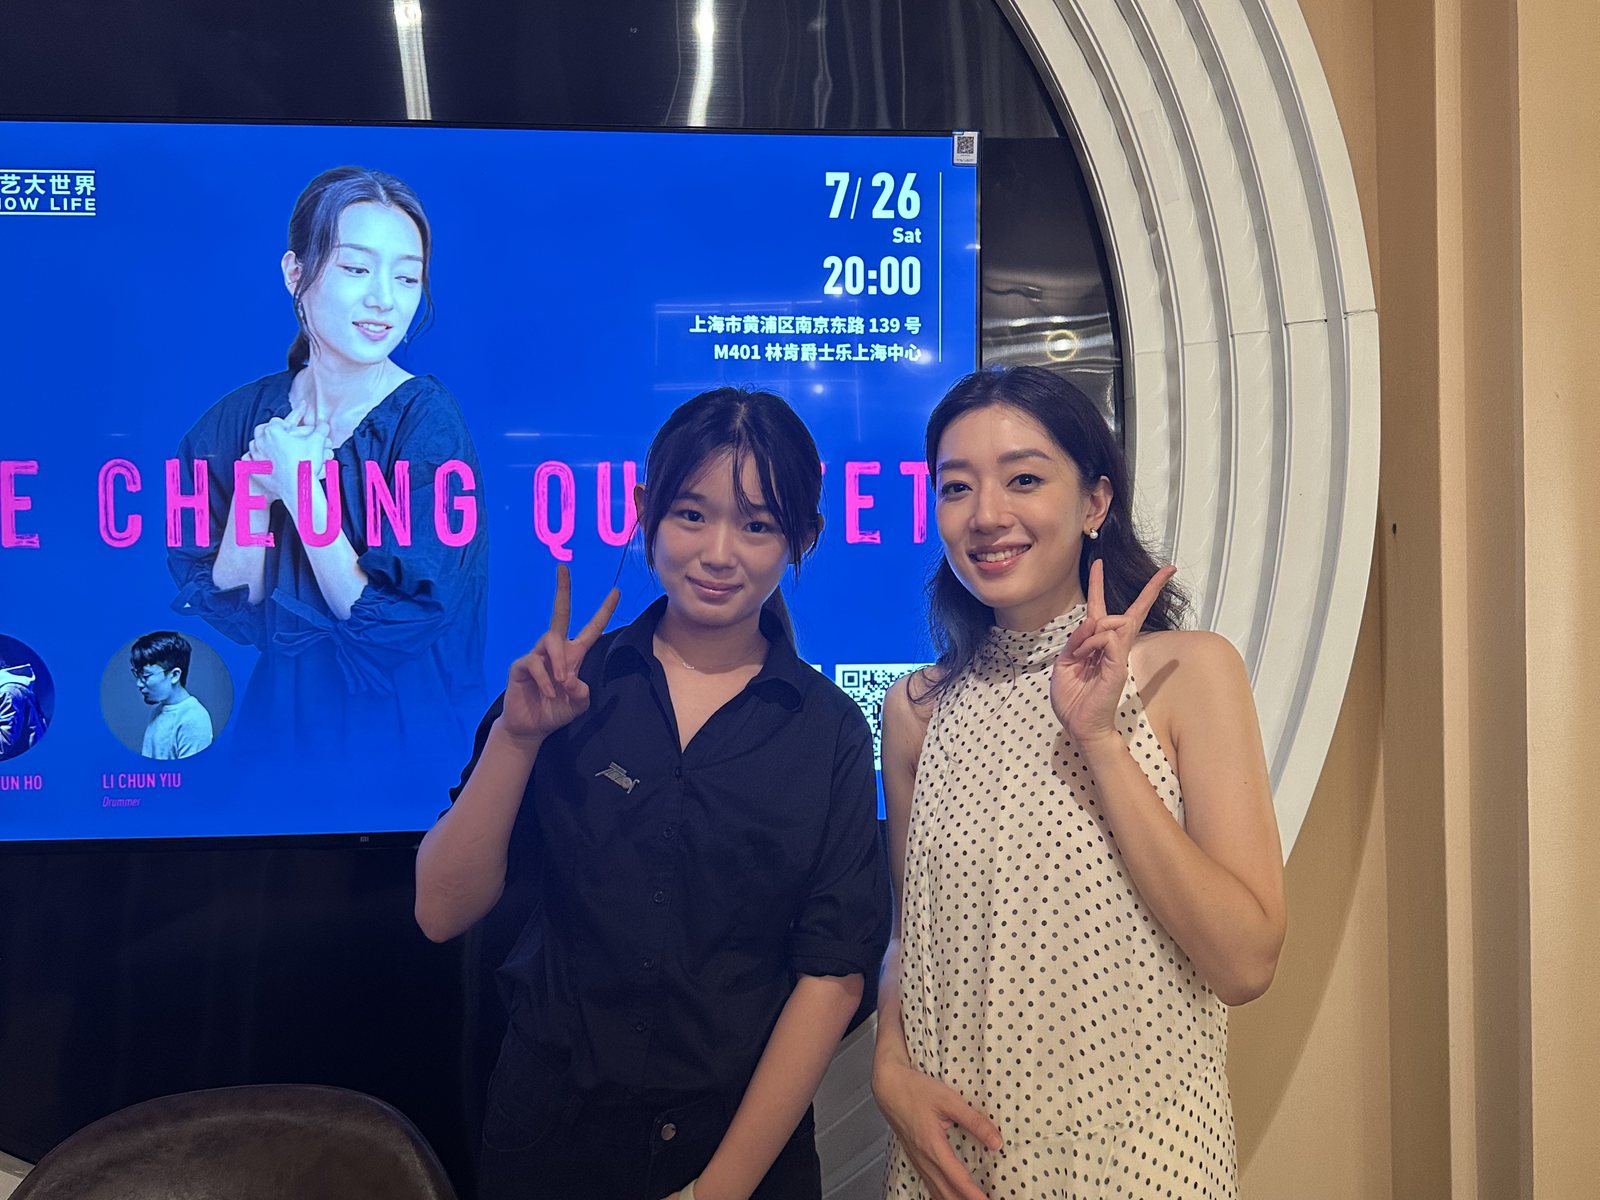 艺大世界
OW LIFE
7/26
Sat
20:00
上海市黄浦区南京东路 139 号
M401 林肯爵士乐上海中心
E CHEUNG QU ET
UN HO
LI CHUN YIU
Drummer
mi